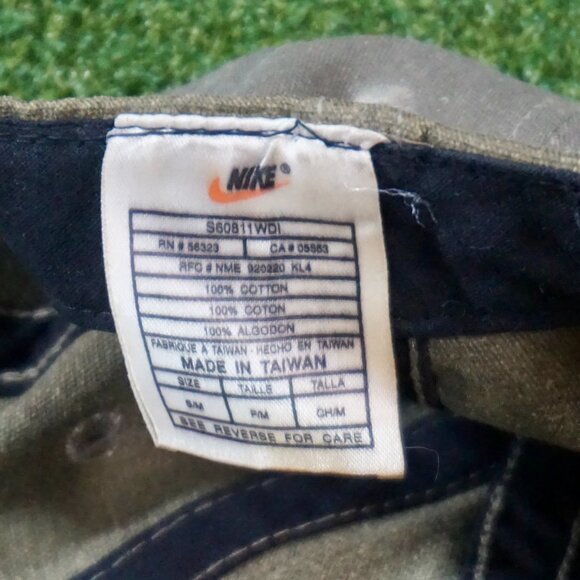 NIKE®
S60811WDI
RN # 56323 CA # 05553
RFC # NME 920220 KL4
100% COTTON
100% COTON
100% ALGODON
FABRIQUE A TAIWAN - HECHO EN TAIWAN
MADE IN TAIWAN
SIZE TAILLE TALLA
S/M P/M CH/M
SEE REVERSE FOR CARE